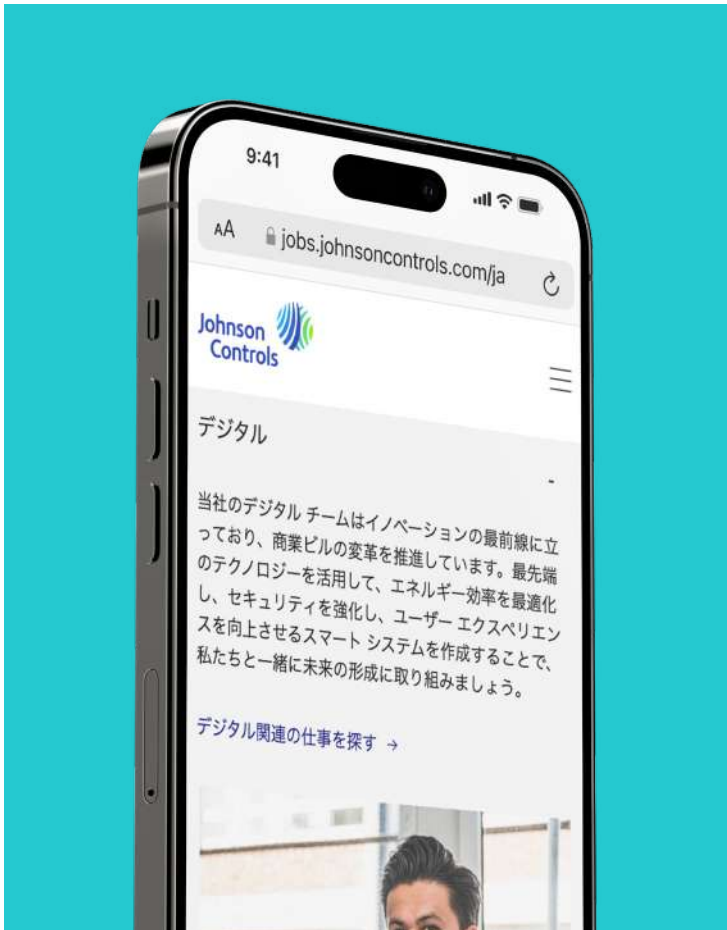 9:41
AA jobs.johnsoncontrols.com/ja
Johnson
Controls
デジタル
-
当社のデジタル チームはイノベーションの最前線に立
っており、商業ビルの変革を推進しています。最先端
のテクノロジーを活用して、エネルギー効率を最適化
し、セキュリティを強化し、ユーザー エクスペリエン
スを向上させるスマート システムを作成することで、
私たちと一緒に未来の形成に取り組みましょう。
デジタル関連の仕事を探す →